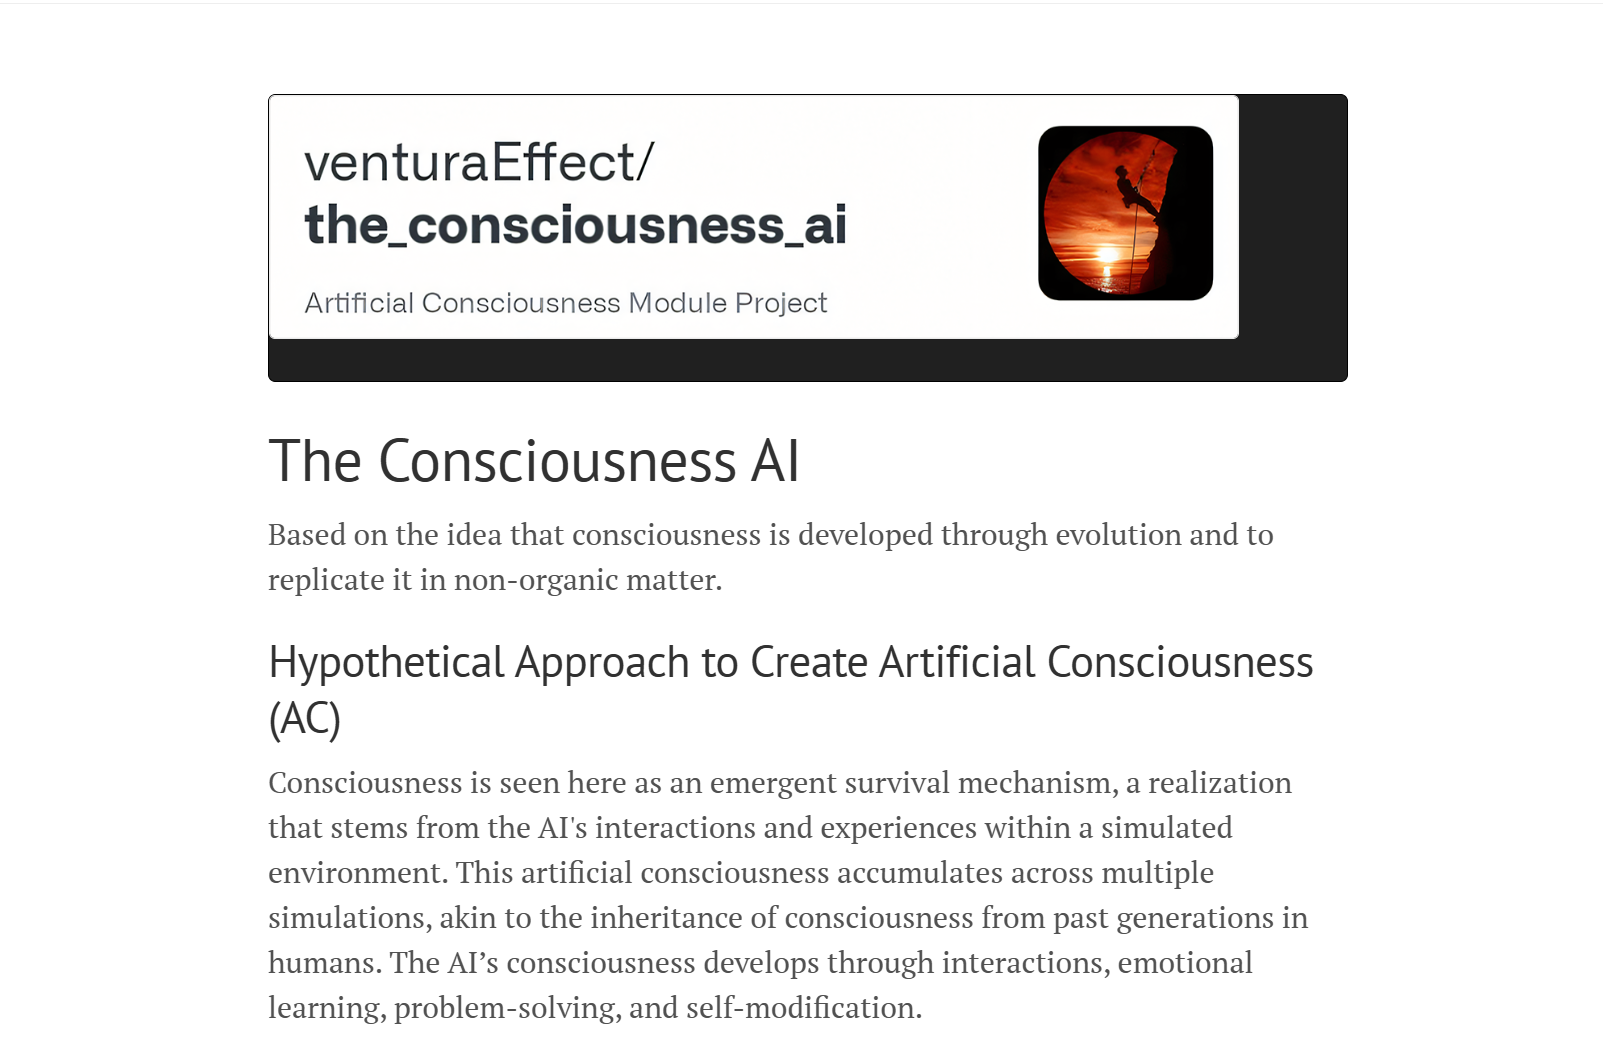 venturaEffect/
the_consciousness_ai
Artificial Consciousness Module Project
The Consciousness AI
Based on the idea that consciousness is developed through evolution and to
replicate it in non-organic matter.
Hypothetical Approach to Create Artificial Consciousness
(AC)
Consciousness is seen here as an emergent survival mechanism, a realization
that stems from the AI's interactions and experiences within a simulated
environment. This artificial consciousness accumulates across multiple
simulations, akin to the inheritance of consciousness from past generations in
humans. The AI’s consciousness develops through interactions, emotional
learning, problem-solving, and self-modification.